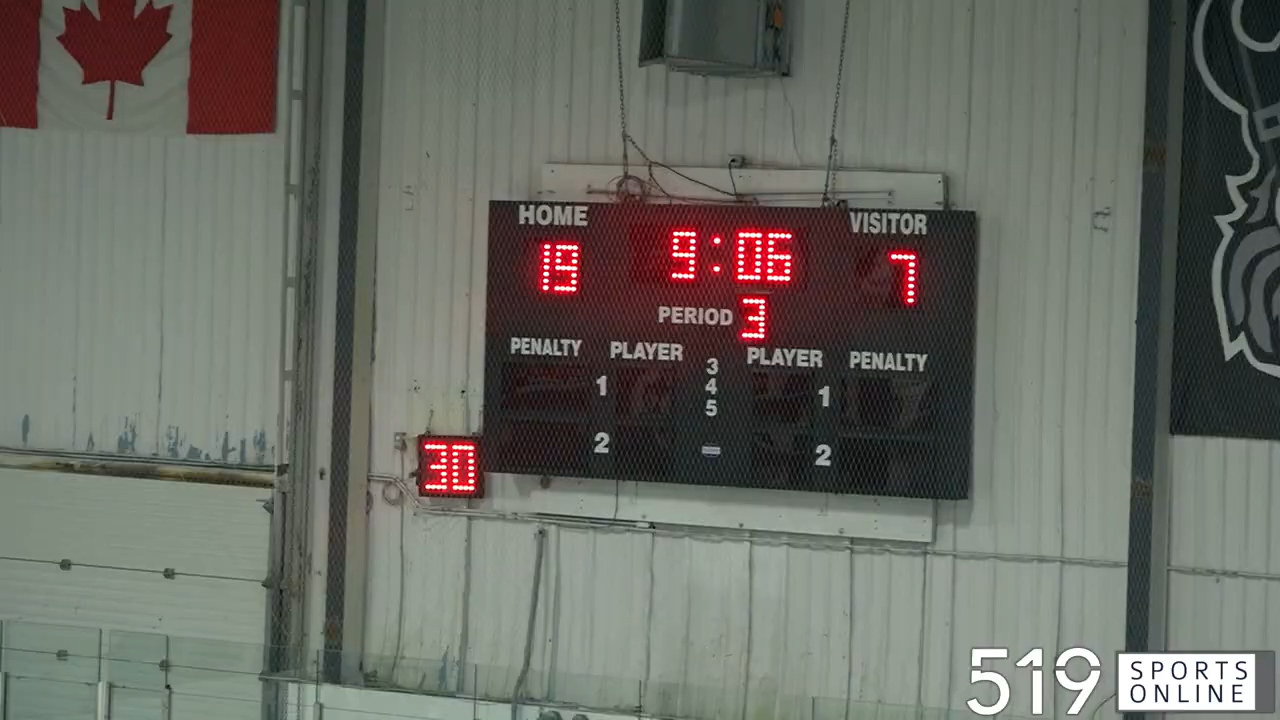 HOME
9:06
VISITOR
19
7
PERIOD 3
PENALTY PLAYER PLAYER PENALTY
3
1 4 1
5
2 2
30
519 SPORTS
ONLINE